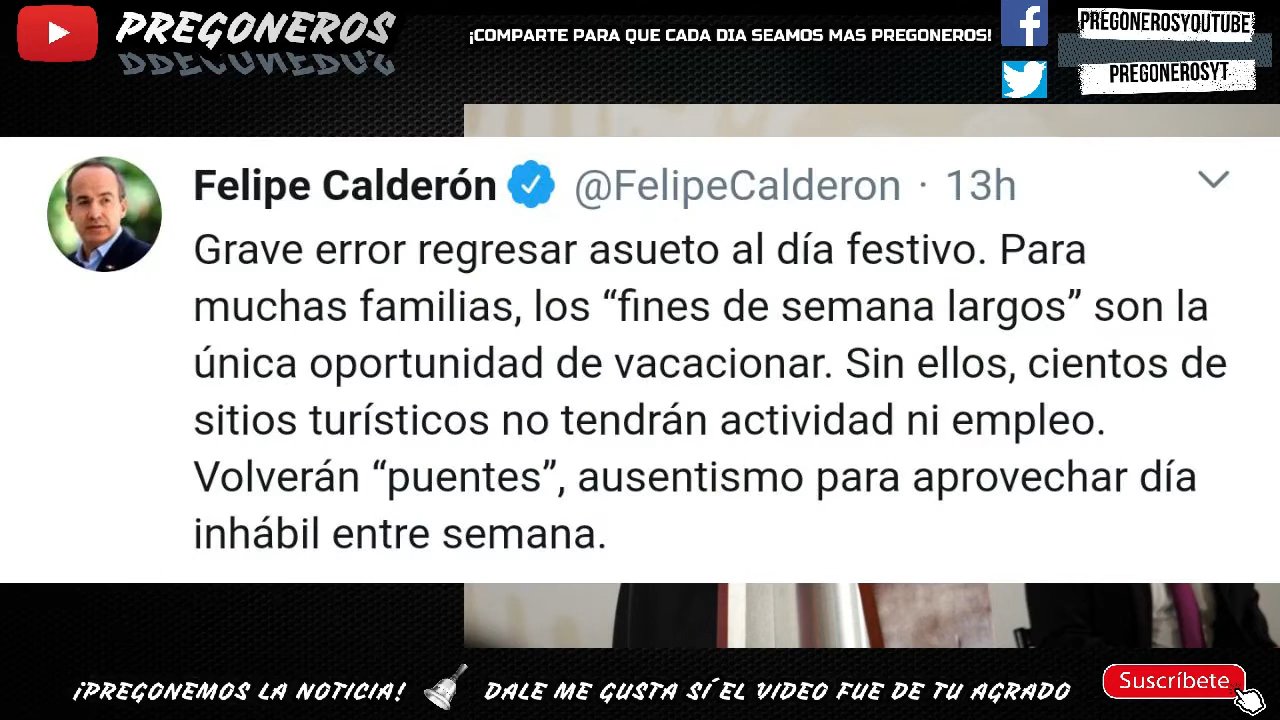 PREGONEROS
¡COMPARTE PARA QUE CADA DIA SEAMOS MAS PREGONEROS!
PREGONEROSYOUTUBE
PREGONEROSYT
Felipe Calderón @FelipeCalderon · 13h
Grave error regresar asueto al día festivo. Para
muchas familias, los “fines de semana largos” son la
única oportunidad de vacacionar. Sin ellos, cientos de
sitios turísticos no tendrán actividad ni empleo.
Volverán “puentes”, ausentismo para aprovechar día
inhábil entre semana.
¡PREGONEMOS LA NOTICIA! DALE ME GUSTA SÍ EL VIDEO FUE DE TU AGRADO
Suscríbete